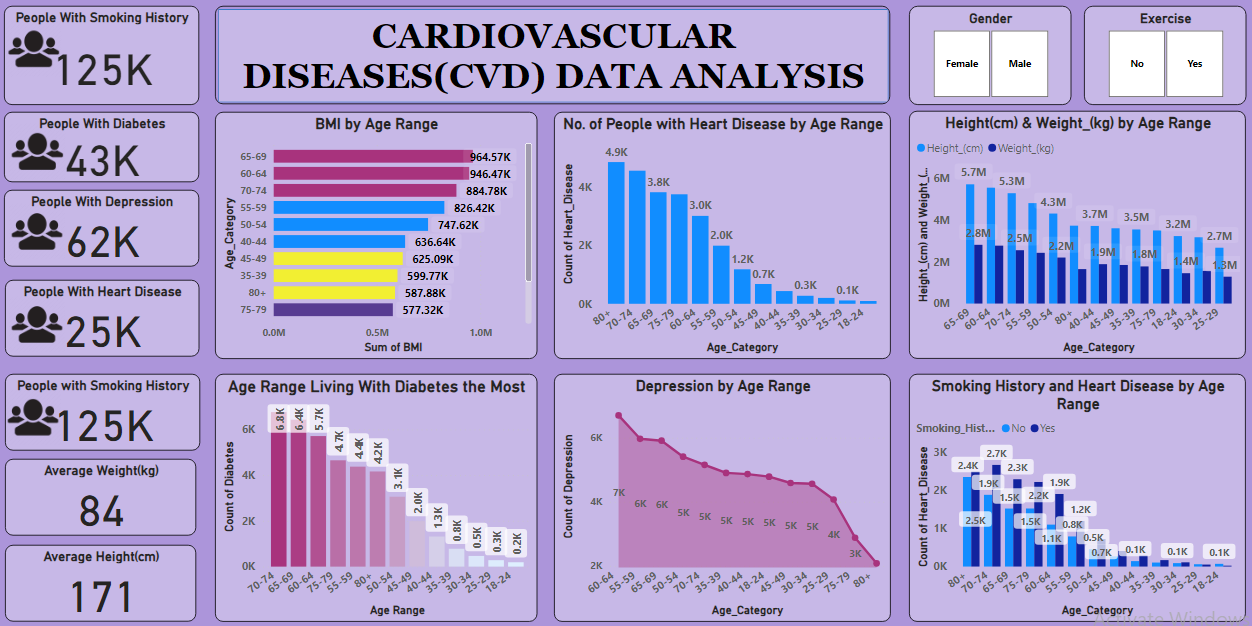 People With Smoking History
125K
CARDIOVASCULAR
DISEASES(CVD) DATA ANALYSIS
Gender
Female
Male
Exercise
No
Yes
People With Diabetes
43K
People With Depression
62K
People With Heart Disease
25K
BMI by Age Range
Age_Category
65-69
964.57K
60-64
946.47K
70-74
884.78K
55-59
826.42K
50-54
747.62K
40-44
636.64K
45-49
625.09K
35-39
599.77K
80+
587.88K
75-79
577.32K
0.0M
0.5M
1.0M
Sum of BMI
No. of People with Heart Disease by Age Range
Count of Heart_Disease
4K
2K
0K
4.9K
3.8K
3.0K
2.0K
1.2K
0.7K
0.3K
0.1K
80+
70-74
65-69
75-79
60-64
55-59
50-54
45-49
40-44
35-39
30-34
25-29
18-24
Age_Category
Height(cm) & Weight_(kg) by Age Range
Height_(cm)
Weight_(kg)
Height_(cm) and Weight_(...
6M
4M
2M
0M
5.7M
5.3M
4.3M
3.7M
3.5M
3.2M
2.7M
2.8M
2.5M
2.2M
1.9M
1.8M
1.4M
1.3M
65-69
60-64
70-74
55-59
50-54
80+
40-44
45-49
35-39
75-79
18-24
30-34
25-29
Age_Category
People with Smoking History
125K
Average Weight(kg)
84
Average Height(cm)
171
Age Range Living With Diabetes the Most
Count of Diabetes
6K
4K
2K
0K
6.8K
6.4K
5.7K
4.7K
4.4K
4.2K
3.1K
2.0K
1.3K
0.8K
0.5K
0.3K
0.2K
70-74
65-69
60-64
75-79
55-59
80+
50-54
45-49
40-44
35-39
30-34
25-29
18-24
Age Range
Depression by Age Range
Count of Depression
6K
4K
2K
7K
6K
6K
5K
5K
5K
5K
5K
5K
5K
4K
3K
60-64
55-59
65-69
50-54
70-74
35-39
40-44
18-24
45-49
30-34
25-29
75-79
80+
Age_Category
Smoking History and Heart Disease by Age
Range
Smoking_Hist...
No
Yes
Count of Heart_Disease
3K
2K
1K
0K
2.4K
2.7K
2.3K
1.9K
1.5K
2.2K
1.9K
2.5K
1.5K
1.2K
1.1K
0.8K
0.5K
0.7K
0.1K
0.1K
0.1K
80+
70-74
65-69
75-79
60-64
55-59
50-54
45-49
40-44
35-39
30-34
25-29
18-24
Age_Category
Activate Windows